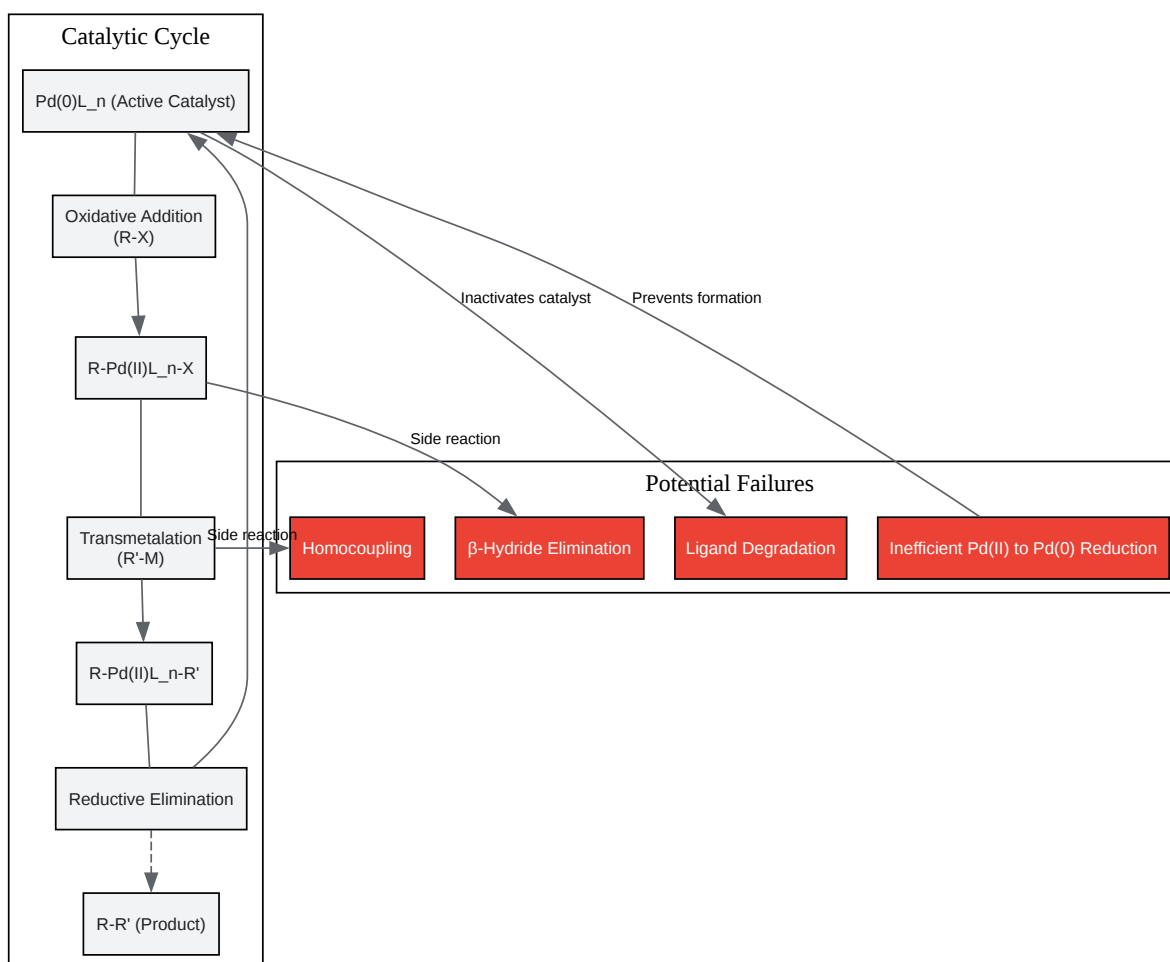 Catalytic Cycle
Pd(0)L_n (Active Catalyst)
Oxidative Addition
(R-X)
Inactivates catalyst
Prevents formation
R-Pd(II)L_n-X
Side reaction
Potential Failures
Transmetalation
(R'-M)
Side reaction
Homocoupling
β-Hydride Elimination
Ligand Degradation
Inefficient Pd(II) to Pd(0) Reduction
R-Pd(II)L_n-R'
Reductive Elimination
R-R' (Product)